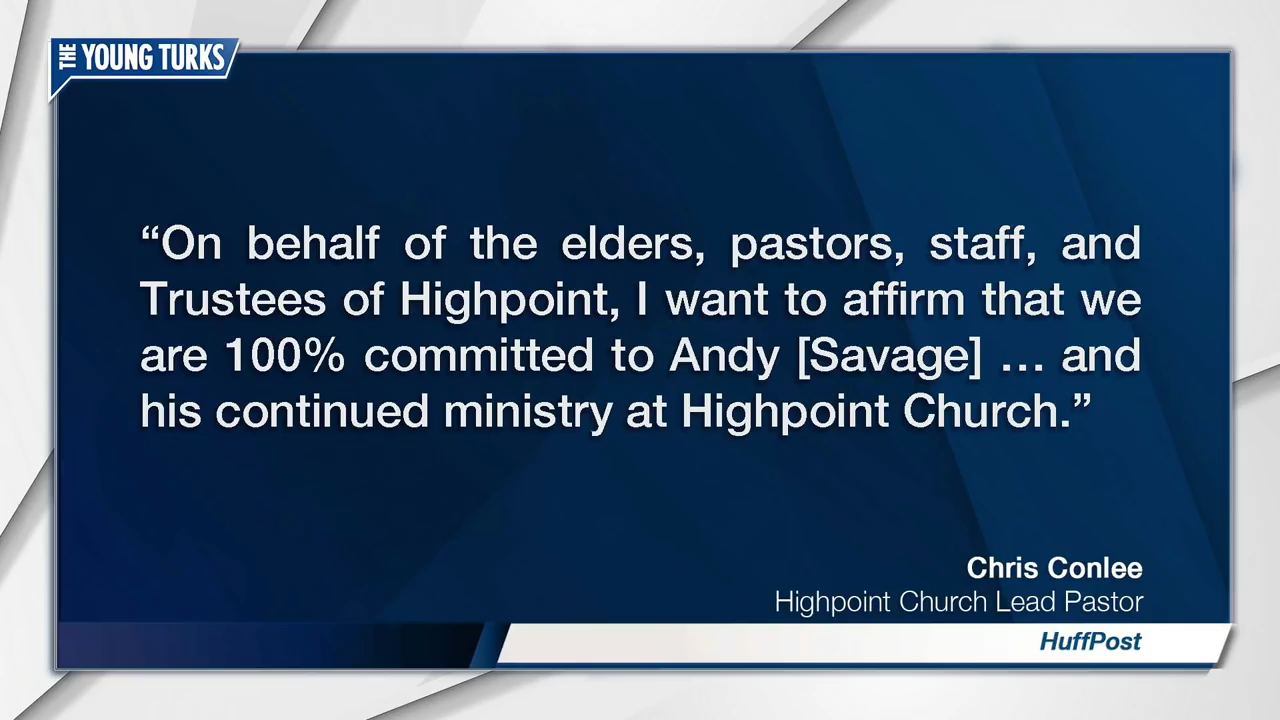 THE YOUNG TURKS
“On behalf of the elders, pastors, staff, and
Trustees of Highpoint, I want to affirm that we
are 100% committed to Andy [Savage] … and
his continued ministry at Highpoint Church.”
Chris Conlee
Highpoint Church Lead Pastor
HuffPost